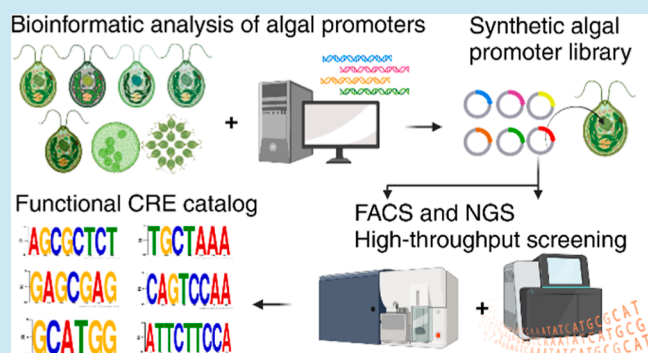 Bioinformatic analysis of algal promoters
Synthetic algal
promoter library
+
Functional CRE catalog
FACS and NGS
High-throughput screening
AGCGCTCT
TGCTAAA
GAGCGAG
CAGTCCAA
GCATGG
ATTCTTCCA
+